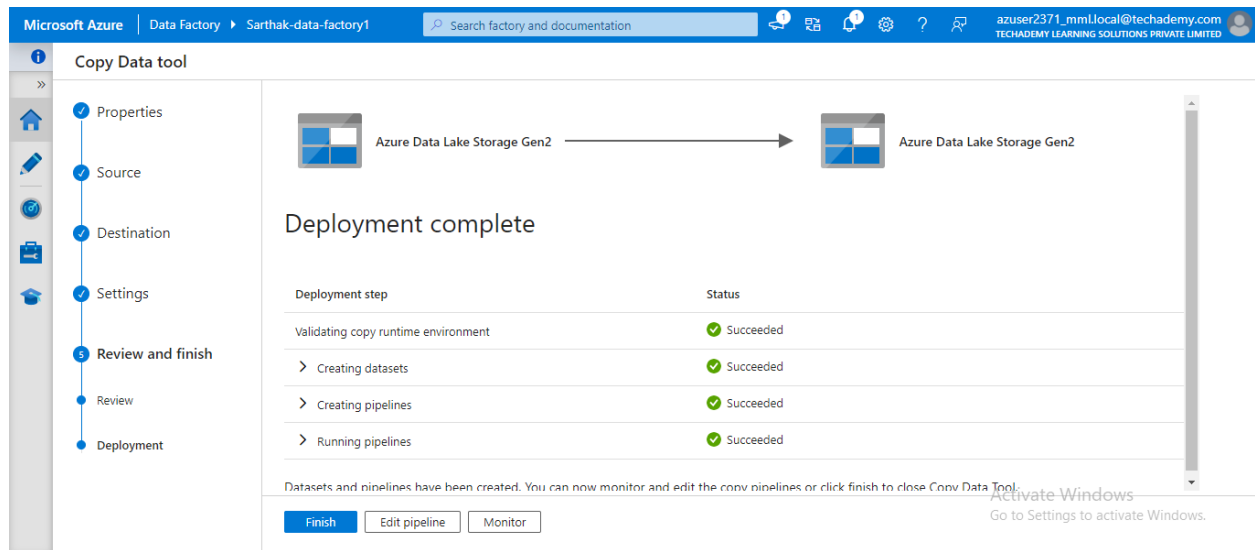 Microsoft Azure | Data Factory ▸ Sarthak-data-factory1
Search factory and documentation
1
1
azuser2371_mml.local@techademy.com
TECHADEMY LEARNING SOLUTIONS PRIVATE LIMITED
Copy Data tool
Properties
Source
Destination
Settings
5 Review and finish
Review
Deployment
Azure Data Lake Storage Gen2
Azure Data Lake Storage Gen2
Deployment complete
Deployment step Status
Validating copy runtime environment Succeeded
Creating datasets Succeeded
Creating pipelines Succeeded
Running pipelines Succeeded
Datasets and pipelines have been created. You can now monitor and edit the copy pipelines or click finish to close Copy Data Tool.
Finish Edit pipeline Monitor
Activate Windows
Go to Settings to activate Windows.